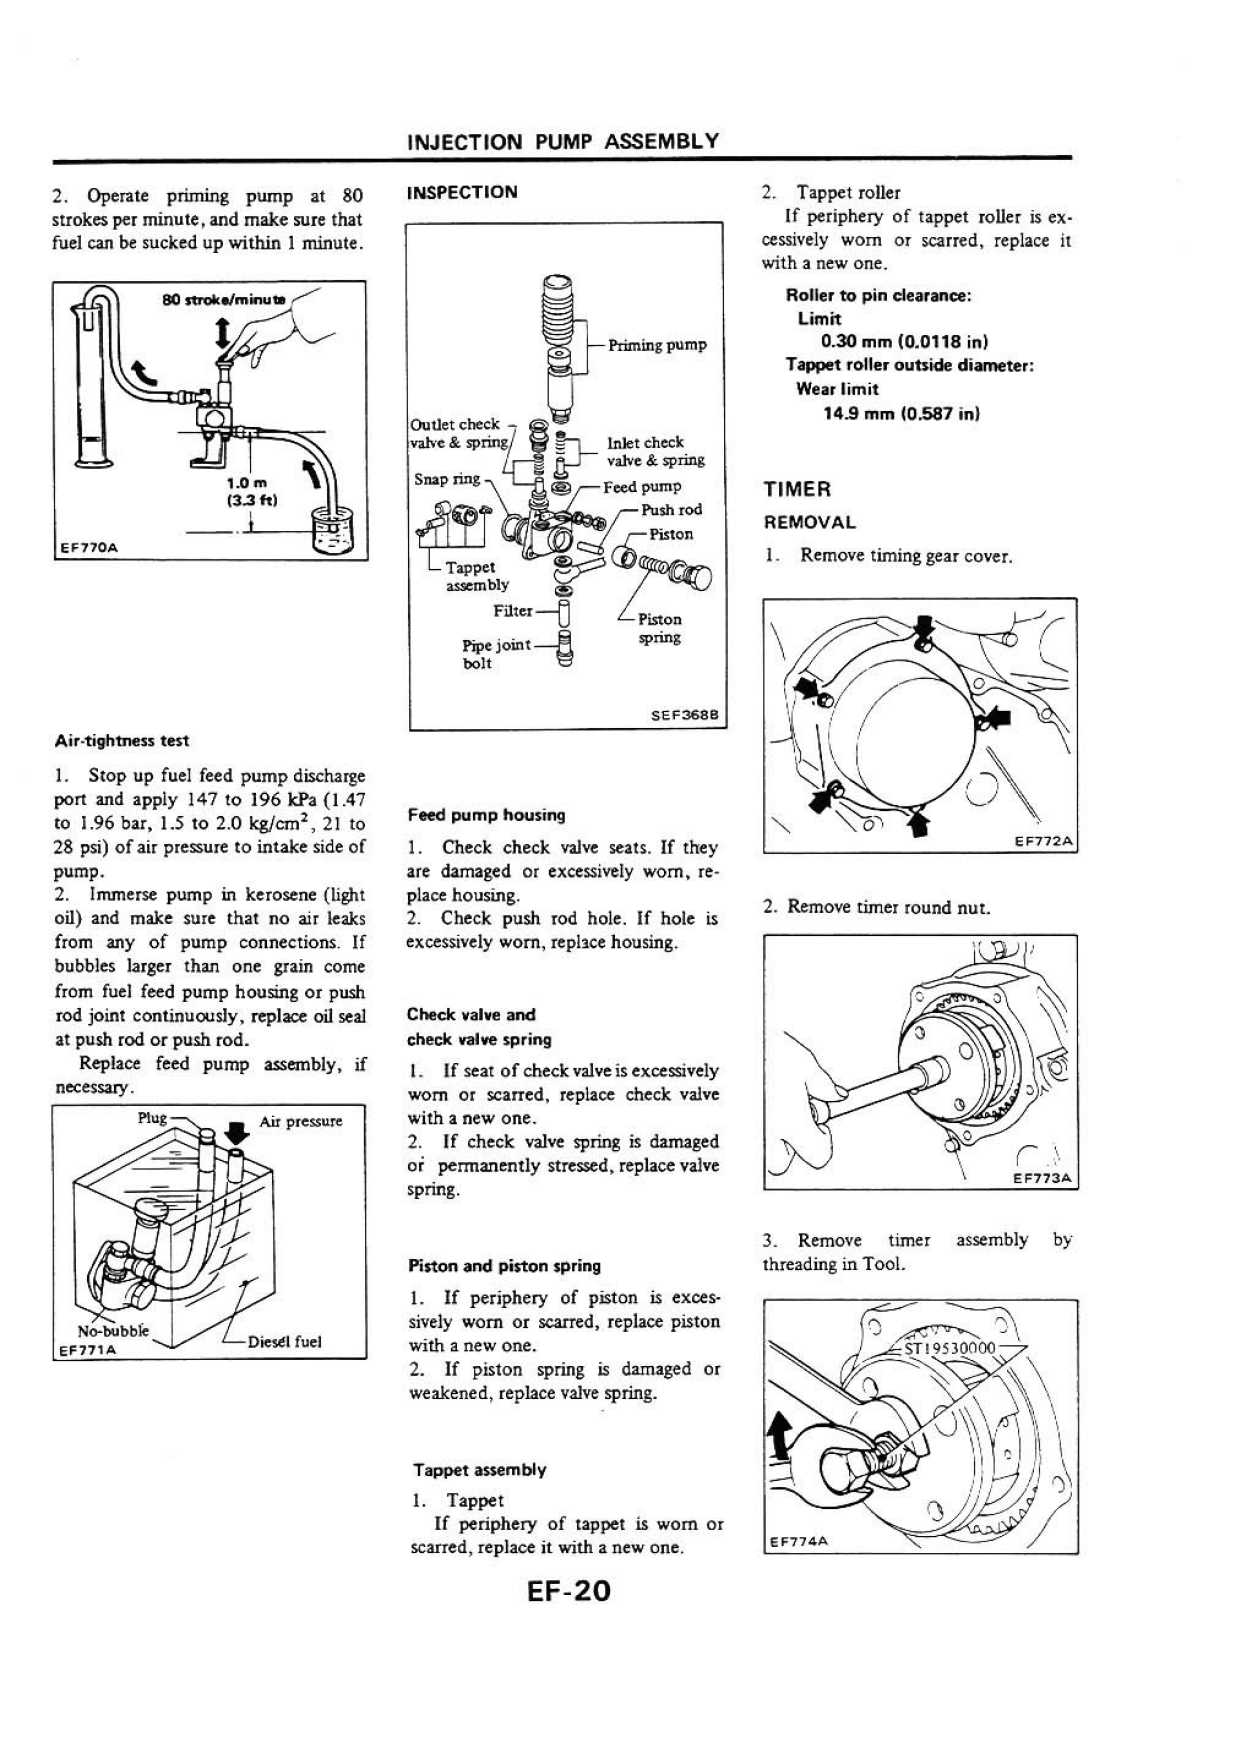 INJECTION PUMP ASSEMBLY
2. Operate priming pump at 80
strokes per minute, and make sure that
fuel can be sucked up within 1 minute.
80 stroke/minute
1.0 m
(3.3 ft)
EF770A
Air-tightness test
1. Stop up fuel feed pump discharge
port and apply 147 to 196 kPa (1.47
to 1.96 bar, 1.5 to 2.0 kg/cm², 21 to
28 psi) of air pressure to intake side of
pump.
2. Immerse pump in kerosene (light
oil) and make sure that no air leaks
from any of pump connections. If
bubbles larger than one grain come
from fuel feed pump housing or push
rod joint continuously, replace oil seal
at push rod or push rod.
Replace feed pump assembly, if
necessary.
Plug
Air pressure
No-bubble
Diesel fuel
EF771A
INSPECTION
Priming pump
Outlet check
valve & spring
Inlet check
valve & spring
Snap ring
Feed pump
Push rod
Piston
Tappet
assembly
Filter
Piston
spring
Pipe joint
bolt
SEF368B
Feed pump housing
1. Check check valve seats. If they
are damaged or excessively worn, re-
place housing.
2. Check push rod hole. If hole is
excessively worn, replace housing.
Check valve and
check valve spring
1. If seat of check valve is excessively
worn or scarred, replace check valve
with a new one.
2. If check valve spring is damaged
or permanently stressed, replace valve
spring.
Piston and piston spring
1. If periphery of piston is exces-
sively worn or scarred, replace piston
with a new one.
2. If piston spring is damaged or
weakened, replace valve spring.
Tappet assembly
1. Tappet
If periphery of tappet is worn or
scarred, replace it with a new one.
2. Tappet roller
If periphery of tappet roller is ex-
cessively worn or scarred, replace it
with a new one.
Roller to pin clearance:
Limit
0.30 mm (0.0118 in)
Tappet roller outside diameter:
Wear limit
14.9 mm (0.587 in)
TIMER
REMOVAL
1. Remove timing gear cover.
EF772A
2. Remove timer round nut.
EF773A
3. Remove timer assembly by
threading in Tool.
ST19530000
EF774A
EF-20